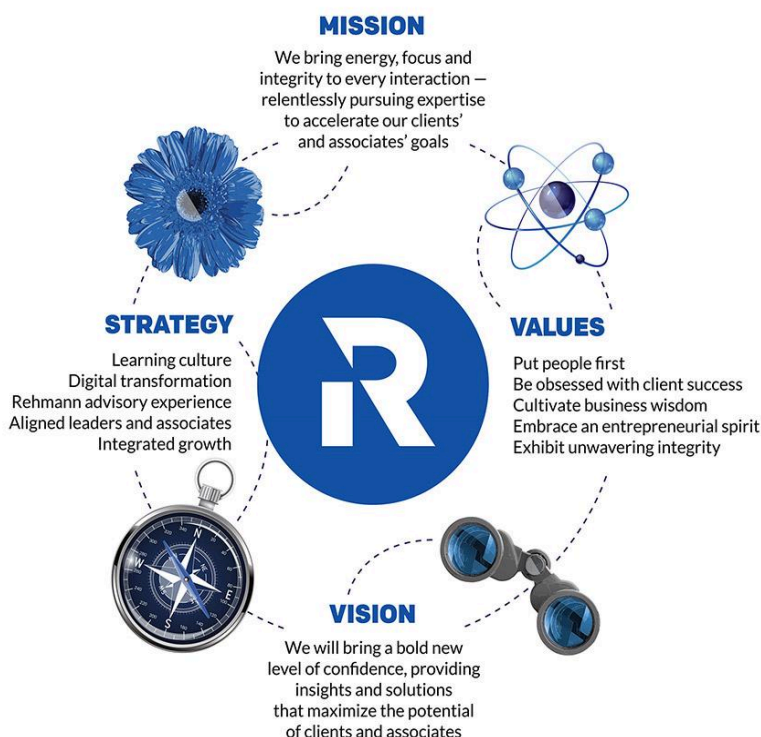 MISSION
We bring energy, focus and
integrity to every interaction —
relentlessly pursuing expertise
to accelerate our clients’
and associates’ goals
STRATEGY
Learning culture
Digital transformation
Rehmann advisory experience
Aligned leaders and associates
Integrated growth
R
VALUES
Put people first
Be obsessed with client success
Cultivate business wisdom
Embrace an entrepreneurial spirit
Exhibit unwavering integrity
N
W
E
S
VISION
We will bring a bold new
level of confidence, providing
insights and solutions
that maximize the potential
of clients and associates